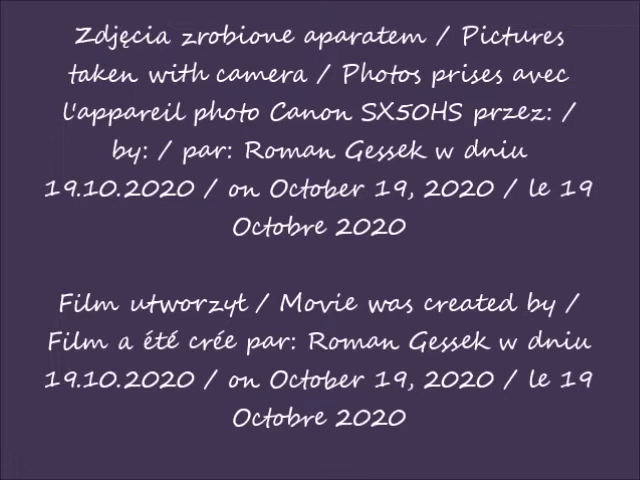 Zdjęcia zrobione aparatem / Pictures
taken with camera / Photos prises avec
l'appareil photo Canon SX50HS przez: /
by: / par: Roman Gessek w dniu
19.10.2020 / on October 19, 2020 / le 19
Octobre 2020
Film utworzył / Movie was created by /
Film a été crée par: Roman Gessek w dniu
19.10.2020 / on October 19, 2020 / le 19
Octobre 2020